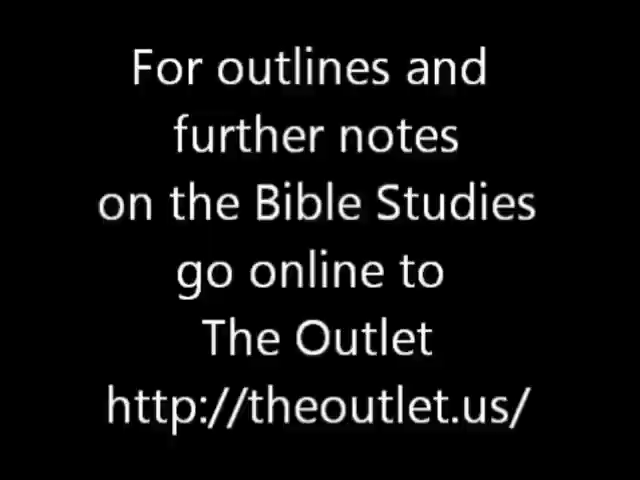 For outlines and
further notes
on the Bible Studies
go online to
The Outlet
http://theoutlet.us/